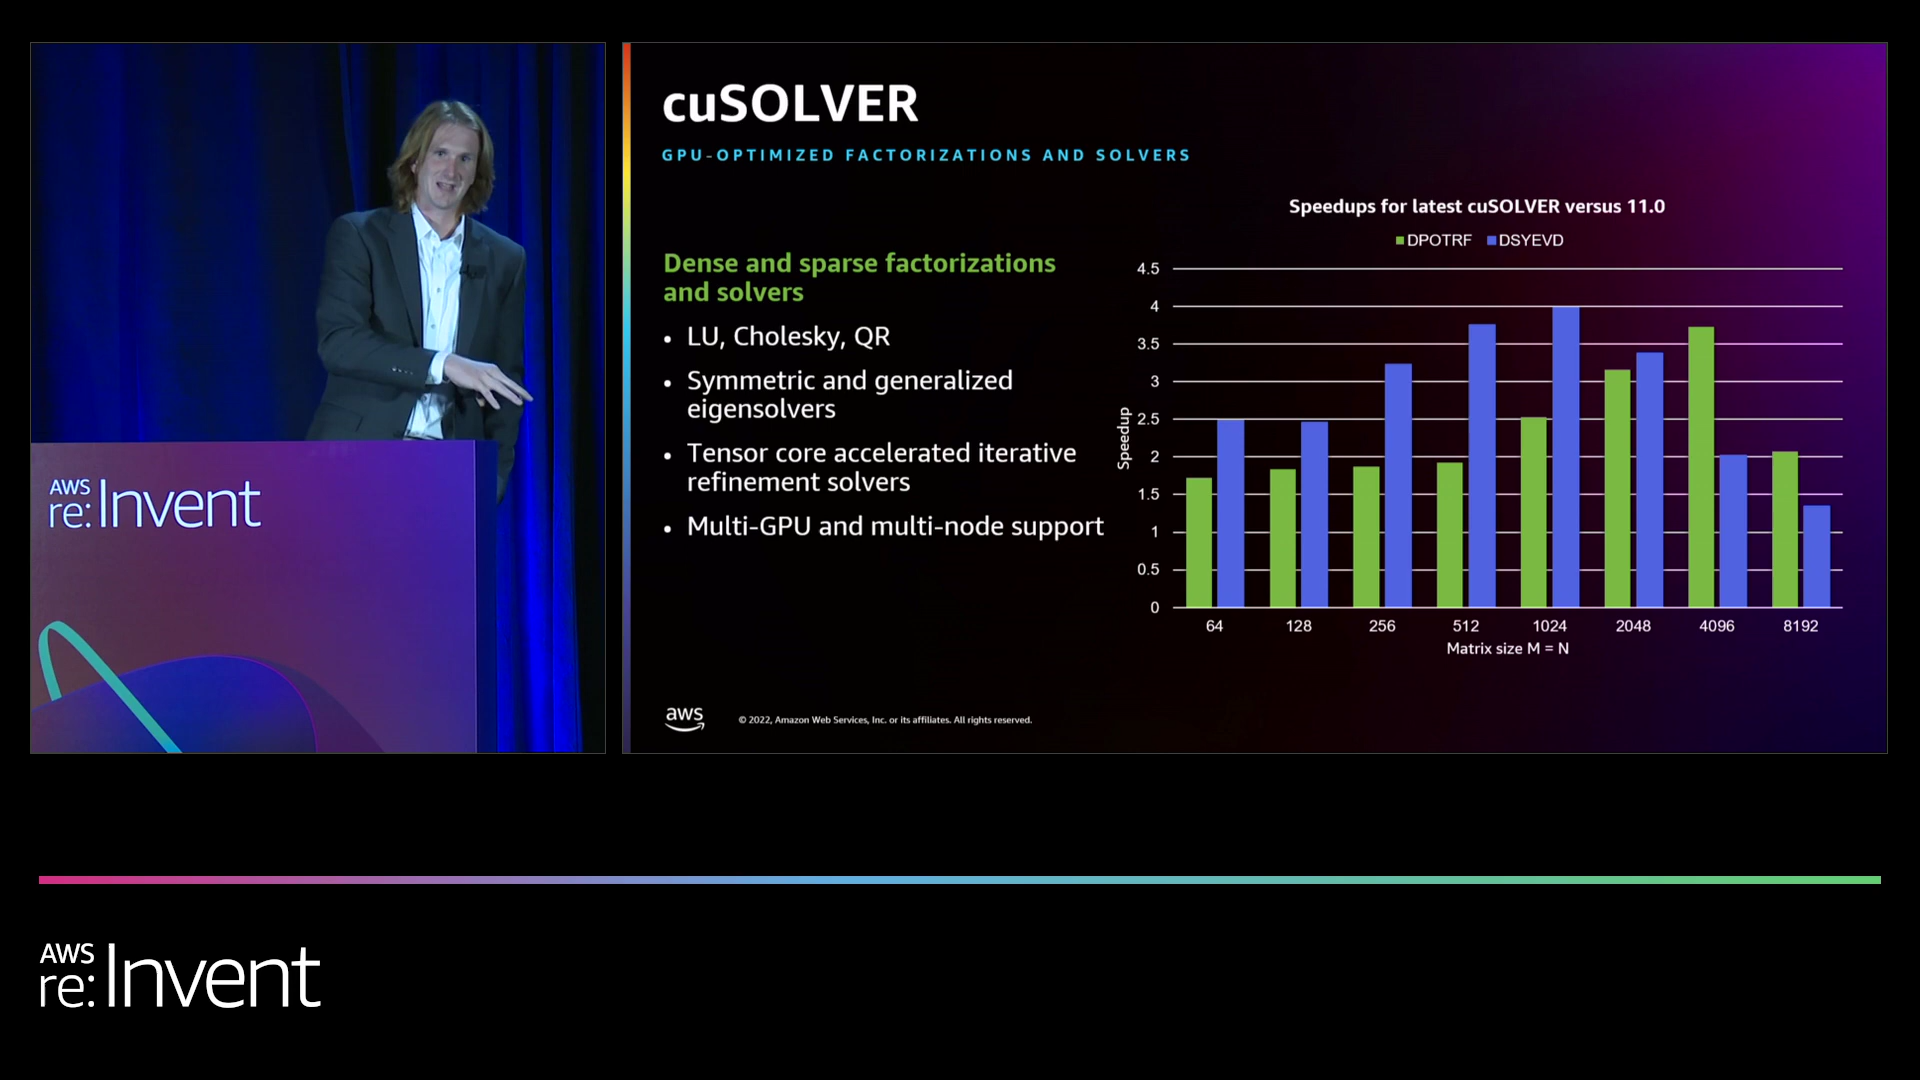 cuSOLVER
GPU-OPTIMIZED FACTORIZATIONS AND SOLVERS
Dense and sparse factorizations
and solvers
• LU, Cholesky, QR
• Symmetric and generalized
eigensolvers
• Tensor core accelerated iterative
refinement solvers
• Multi-GPU and multi-node support
Speedups for latest cuSOLVER versus 11.0
DPOTRF DSYEVD
4.5
4
3.5
3
2.5
2
1.5
1
0.5
0
Speedup
64 128 256 512 1024 2048 4096 8192
Matrix size M = N
aws
© 2022, Amazon Web Services, Inc. or its affiliates. All rights reserved.
AWS
re:Invent
AWS
re:Invent